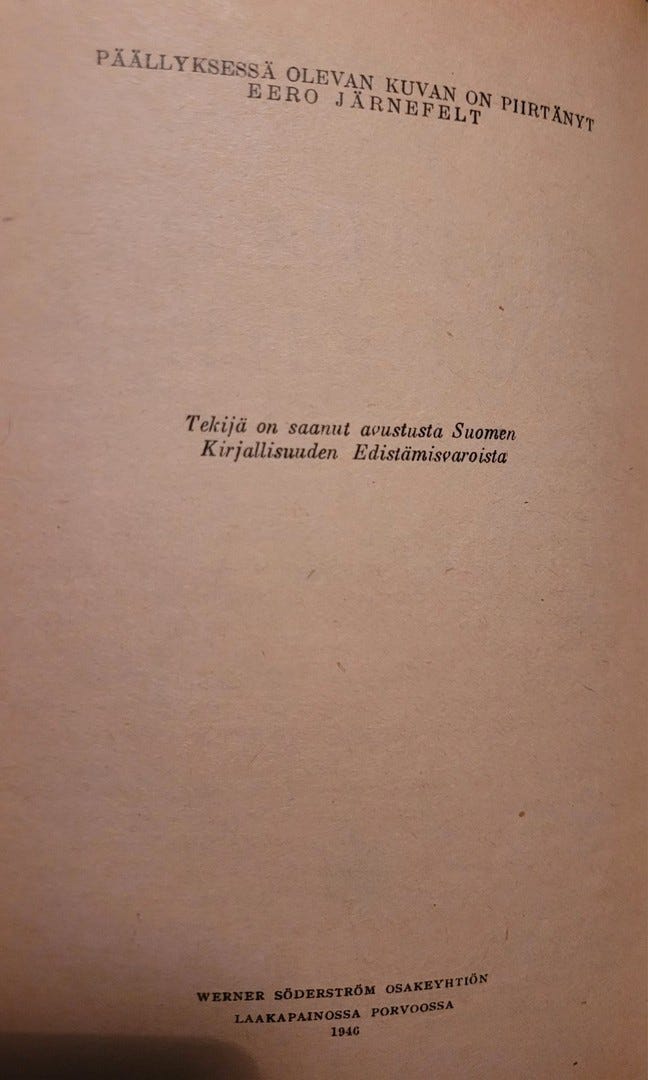 PÄÄLLYKSESSÄ OLEVAN KUVAN ON PIIRTÄNYT
EERO JÄRNEFELT
Tekijä on saanut avustusta Suomen
Kirjallisuuden Edistämisvaroista
WERNER SÖDERSTRÖM OSAKEYHTIÖN
LAAKAPAINOSSA PORVOOSSA
1946